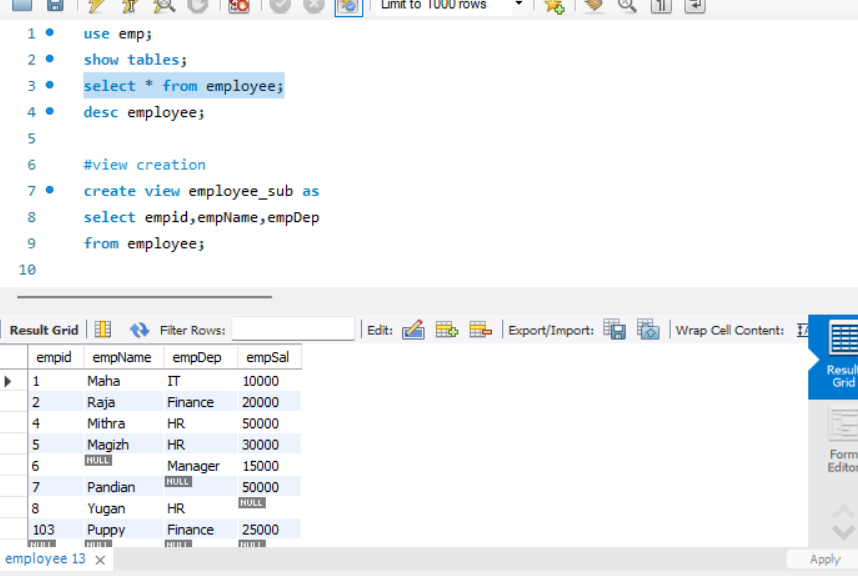 Limit to 1000 rows
1 use emp;
2 show tables;
3 select * from employee;
4 desc employee;
5
6 #view creation
7 create view employee_sub as
8 select empid,empName,empDep
9 from employee;
10
Result Grid Filter Rows: Edit: Export/Import: Wrap Cell Content:
empid empName empDep empSal
1 Maha IT 10000
2 Raja Finance 20000
4 Mithra HR 50000
5 Magizh HR 30000
6 NULL Manager 15000
7 Pandian NULL 50000
8 Yugan HR NULL
103 Puppy Finance 25000
NULL NULL NULL NULL
Result
Grid
Form
Editor
employee 13
Apply